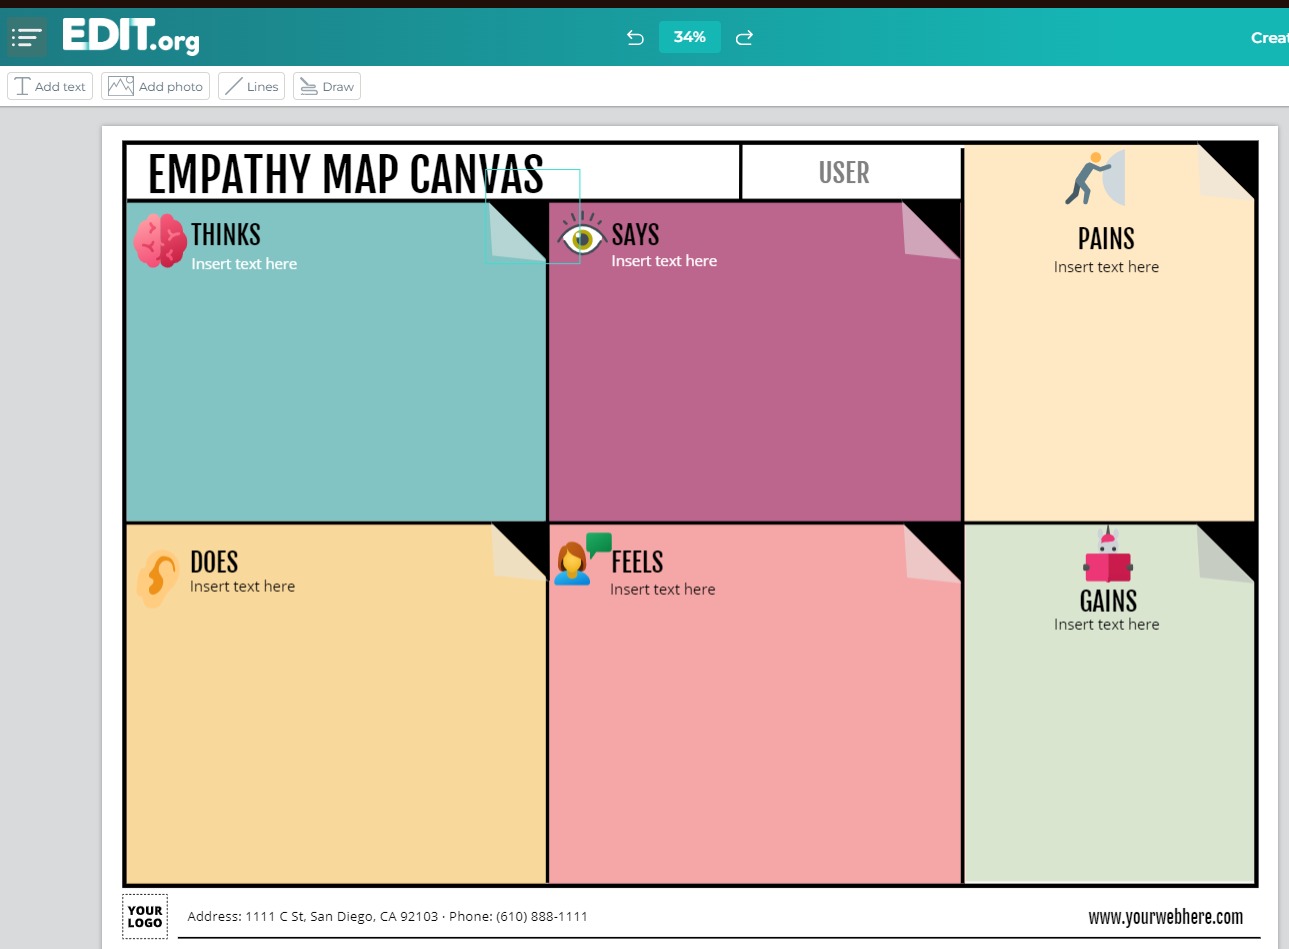 EDIT.org
34%
Creat
Add text
Add photo
Lines
Draw
EMPATHY MAP CANVAS
USER
THINKS
Insert text here
SAYS
Insert text here
PAINS
Insert text here
DOES
Insert text here
FEELS
Insert text here
GAINS
Insert text here
YOUR
LOGO
Address: 1111 C St, San Diego, CA 92103 · Phone: (610) 888-1111
www.yourwebhere.com